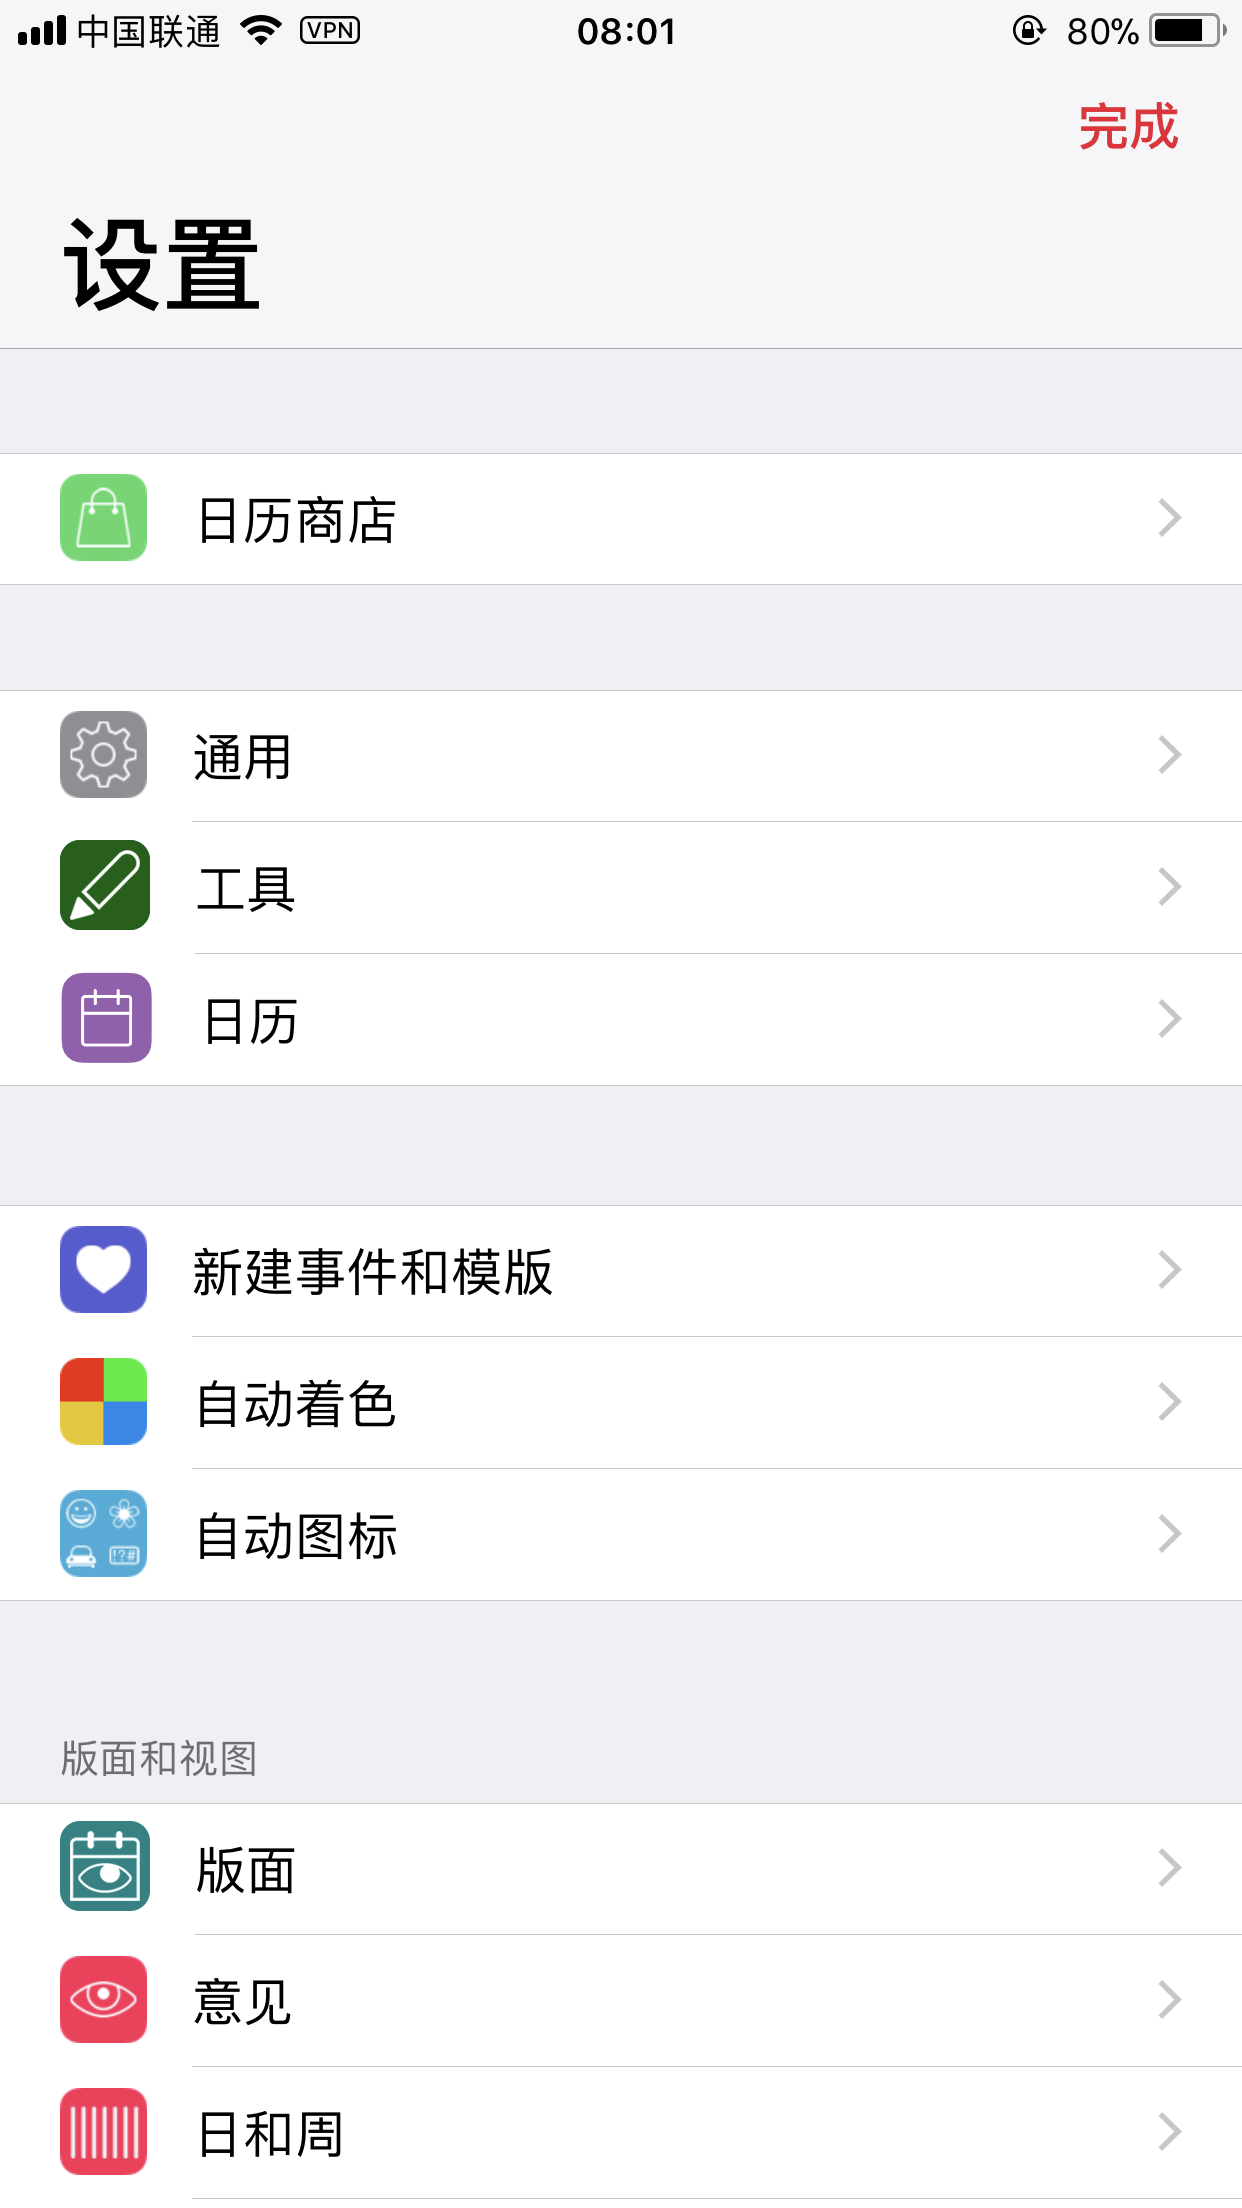 中国联通 VPN 08:01 80%
完成
设置
日历商店
通用
工具
日历
新建事件和模版
自动着色
!?#
自动图标
版面和视图
版面
意见
日和周